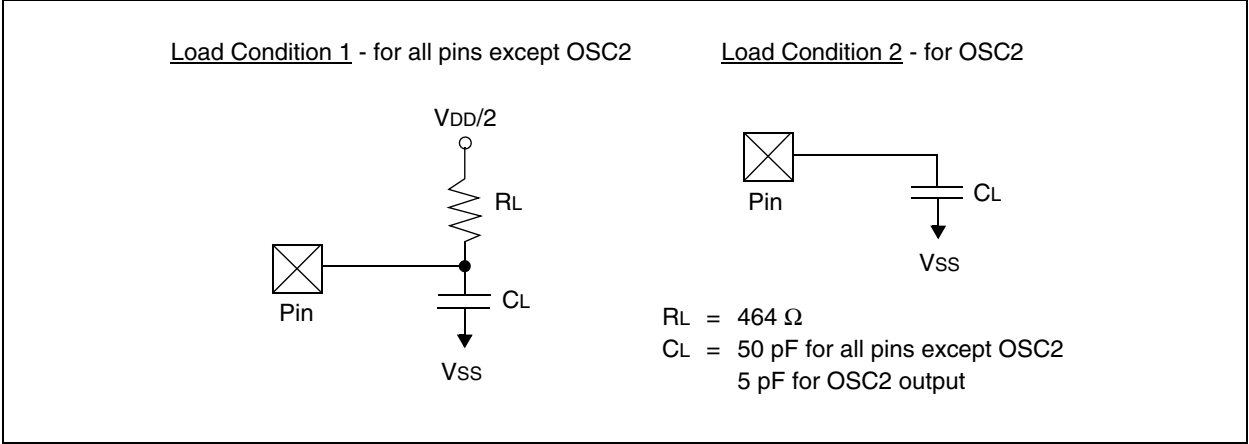 Load Condition 1 - for all pins except OSC2
VDD/2
RL
Pin
CL
VSS
Load Condition 2 - for OSC2
Pin
CL
VSS
RL = 464 Ω
CL = 50 pF for all pins except OSC2
5 pF for OSC2 output